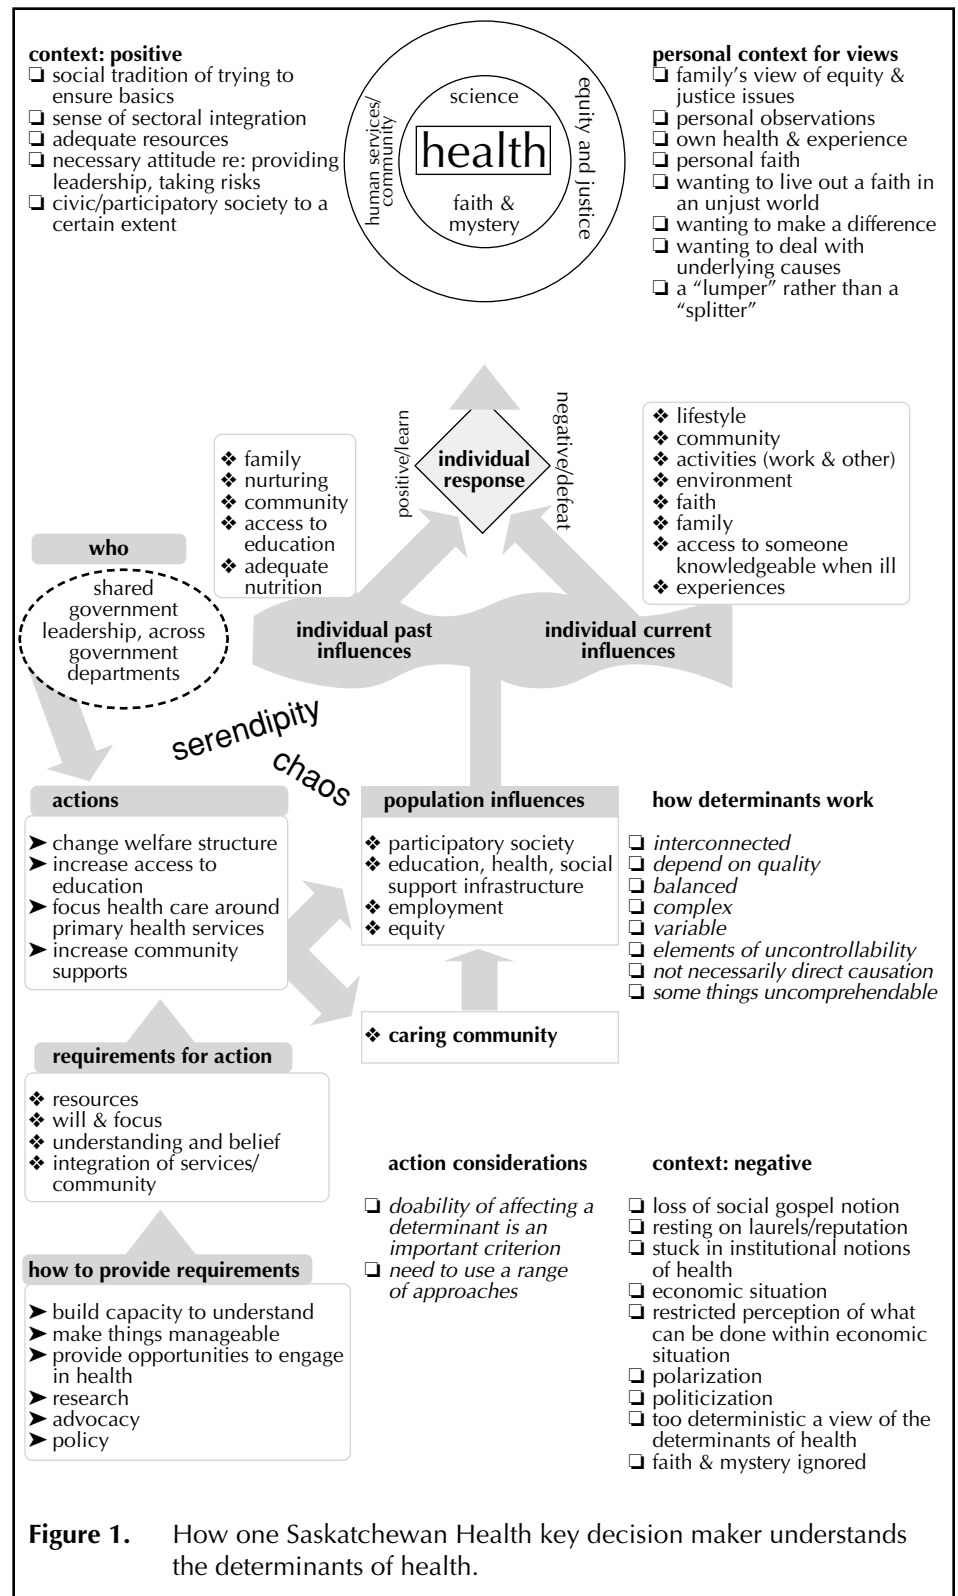 context: positive
❏ social tradition of trying to
ensure basics
❏ sense of sectoral integration
❏ adequate resources
❏ necessary attitude re: providing
leadership, taking risks
❏ civic/participatory society to a
certain extent
human services/
community
science
health
faith &
mystery
equity and justice
personal context for views
❏ family’s view of equity &
justice issues
❏ personal observations
❏ own health & experience
❏ personal faith
❏ wanting to live out a faith in
an unjust world
❏ wanting to make a difference
❏ wanting to deal with
underlying causes
❏ a “lumper” rather than a
“splitter”
❖ family
❖ nurturing
❖ community
❖ access to
education
❖ adequate
nutrition
positive/learn
individual
response
negative/defeat
❖ lifestyle
❖ community
❖ activities (work & other)
❖ environment
❖ faith
❖ family
❖ access to someone
knowledgeable when ill
❖ experiences
who
shared
government
leadership, across
government
departments
individual past
influences
individual current
influences
serendipity
chaos
actions
➤ change welfare structure
➤ increase access to
education
➤ focus health care around
primary health services
➤ increase community
supports
population influences
❖ participatory society
❖ education, health, social
support infrastructure
❖ employment
❖ equity
how determinants work
❏ interconnected
❏ depend on quality
❏ balanced
❏ complex
❏ variable
❏ elements of uncontrollability
❏ not necessarily direct causation
❏ some things uncomprehendable
❖ caring community
requirements for action
❖ resources
❖ will & focus
❖ understanding and belief
❖ integration of services/
community
how to provide requirements
➤ build capacity to understand
➤ make things manageable
➤ provide opportunities to engage
in health
➤ research
➤ advocacy
➤ policy
action considerations
❏ doability of affecting a
determinant is an
important criterion
❏ need to use a range
of approaches
context: negative
❏ loss of social gospel notion
❏ resting on laurels/reputation
❏ stuck in institutional notions
of health
❏ economic situation
❏ restricted perception of what
can be done within economic
situation
❏ polarization
❏ politicization
❏ too deterministic a view of the
determinants of health
❏ faith & mystery ignored
Figure 1. How one Saskatchewan Health key decision maker understands
the determinants of health.